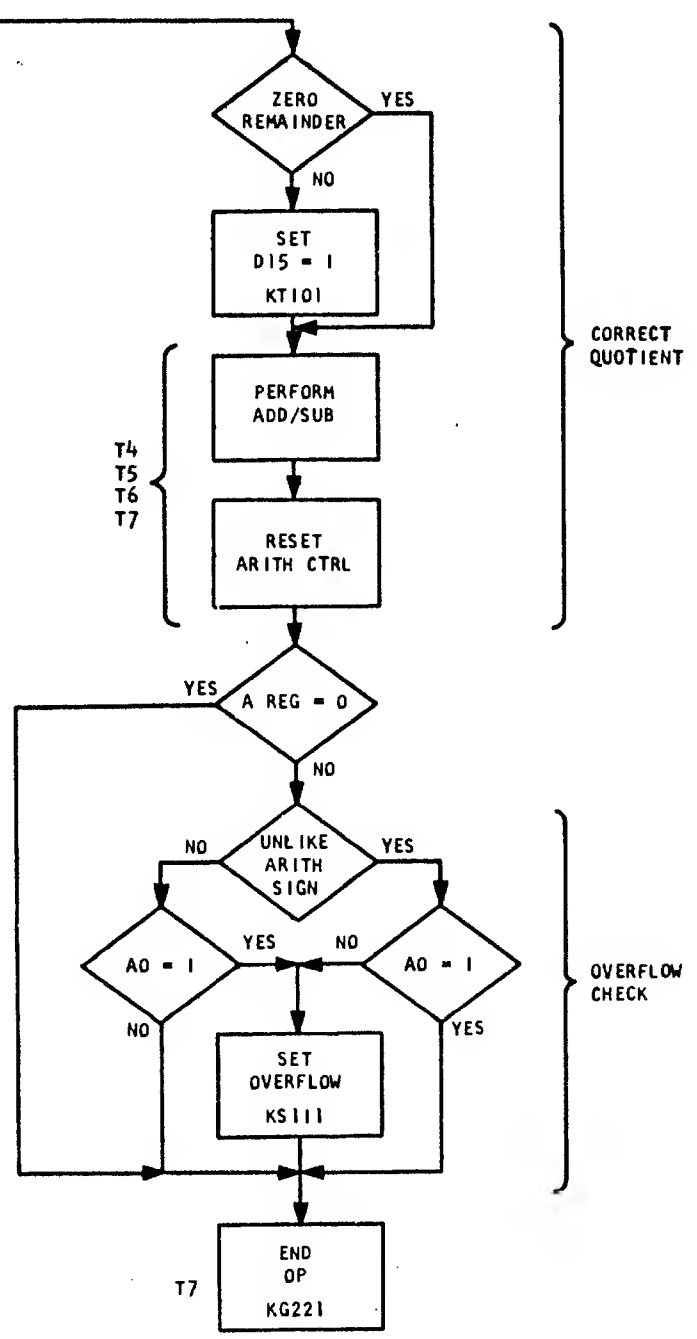 ZERO
REMAINDER
YES
NO
SET
D15 = 1
KT101
CORRECT
QUOTIENT
PERFORM
ADD/SUB
T4
T5
T6
T7
RESET
ARITH CTRL
YES
A REG = 0
NO
NO
UNLIKE
ARITH
SIGN
YES
A0 = 1
YES
NO
A0 = 1
OVERFLOW
CHECK
NO
YES
SET
OVERFLOW
KS111
END
OP
KG221
T7